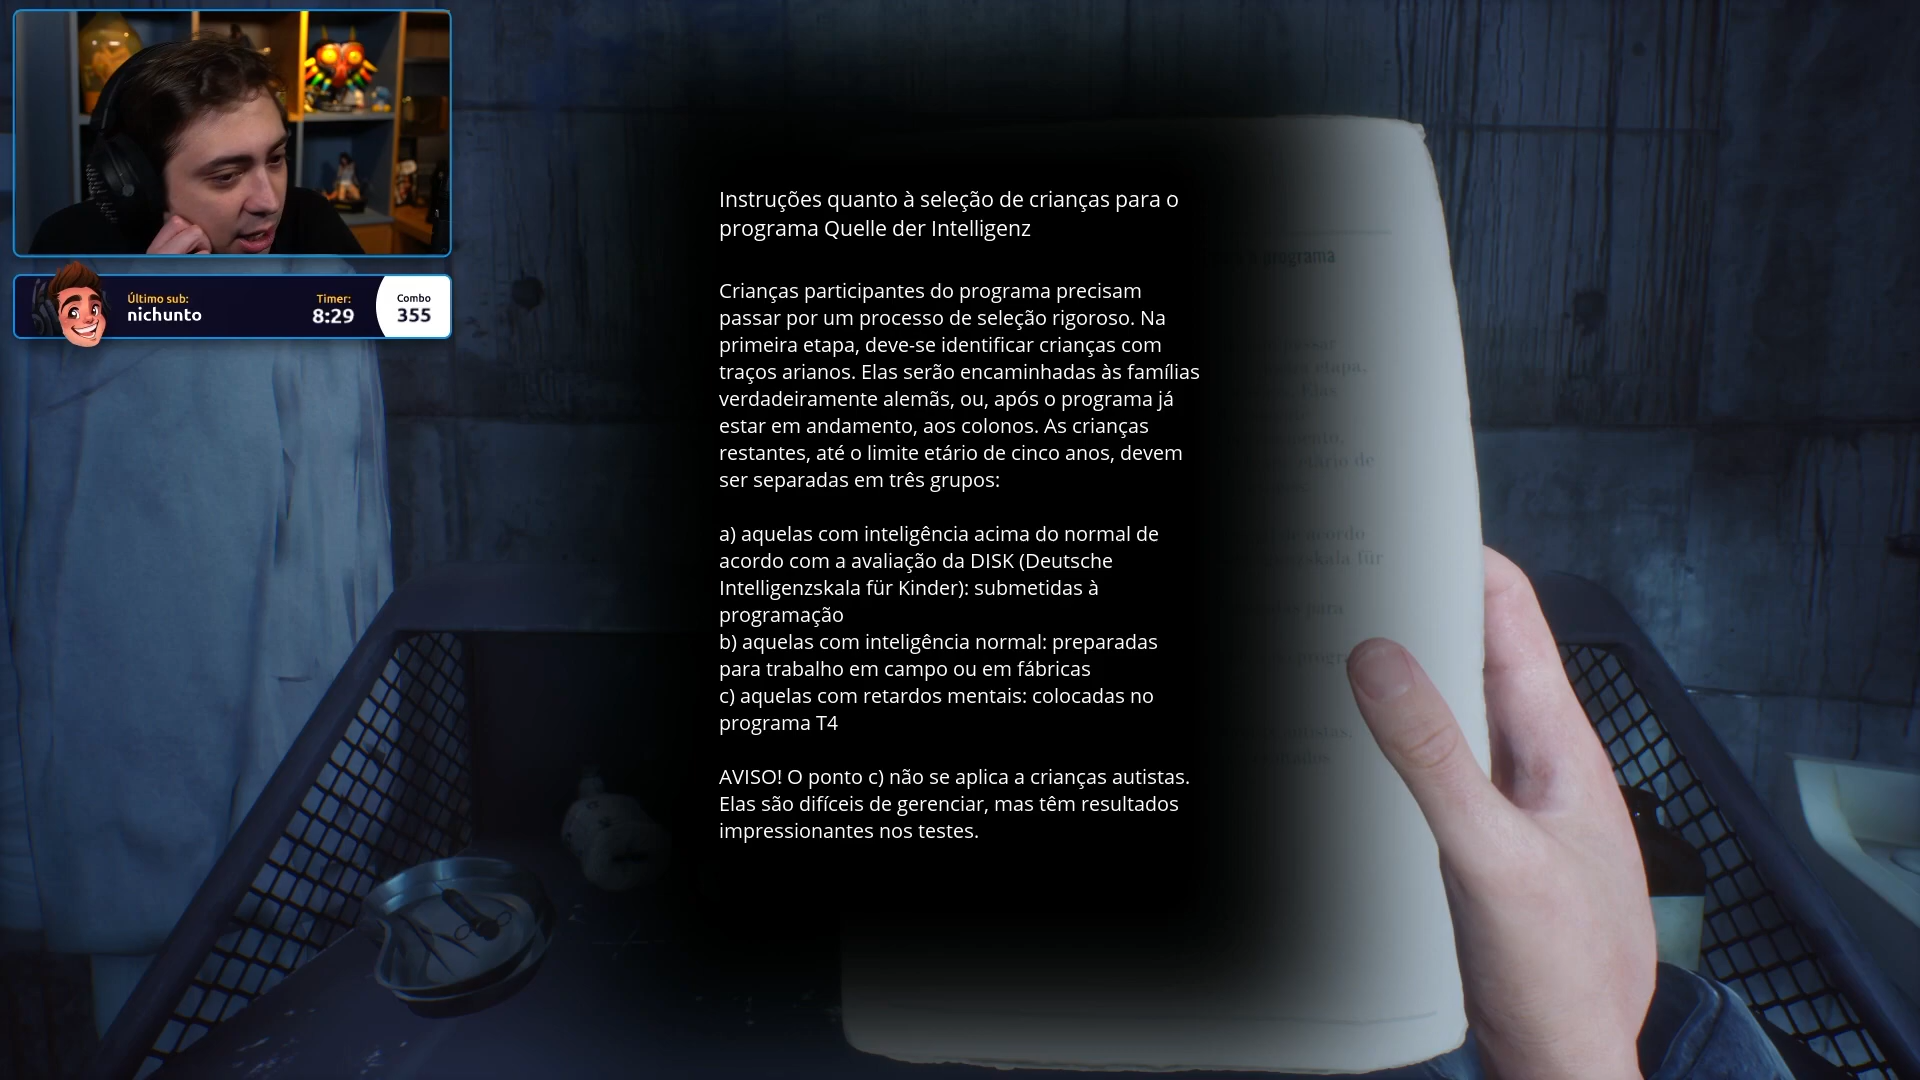 Último sub:
nichunto
Timer:
8:29
Combo
355
Instruções quanto à seleção de crianças para o
programa Quelle der Intelligenz
Crianças participantes do programa precisam
passar por um processo de seleção rigoroso. Na
primeira etapa, deve-se identificar crianças com
traços arianos. Elas serão encaminhadas às famílias
verdadeiramente alemãs, ou, após o programa já
estar em andamento, aos colonos. As crianças
restantes, até o limite etário de cinco anos, devem
ser separadas em três grupos:
a) aquelas com inteligência acima do normal de
acordo com a avaliação da DISK (Deutsche
Intelligenzskala für Kinder): submetidas à
programação
b) aquelas com inteligência normal: preparadas
para trabalho em campo ou em fábricas
c) aquelas com retardos mentais: colocadas no
programa T4
AVISO! O ponto c) não se aplica a crianças autistas.
Elas são difíceis de gerenciar, mas têm resultados
impressionantes nos testes.
programa